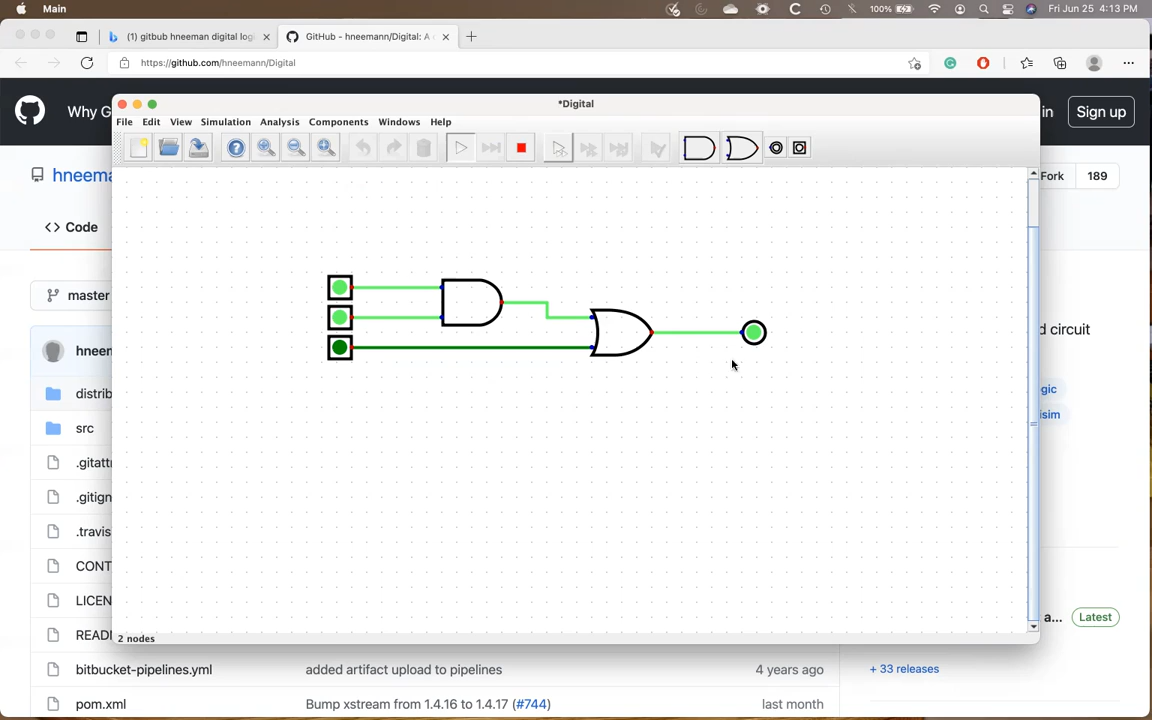 Main
100%
Fri Jun 25 4:13 PM
(1) gitbub hneeman digital log
GitHub - hneemann/Digital: A
https://github.com/hneemann/Digital
Why G
in
Sign up
*Digital
File Edit View Simulation Analysis Components Windows Help
hneema
Fork 189
<> Code
master
d circuit
hneem
distrib
gic
src
isim
.gitattr
.gitign
.travis
CONT
LICEN
a... Latest
READ
2 nodes
bitbucket-pipelines.yml added artifact upload to pipelines 4 years ago
+ 33 releases
pom.xml Bump xstream from 1.4.16 to 1.4.17 (#744) last month